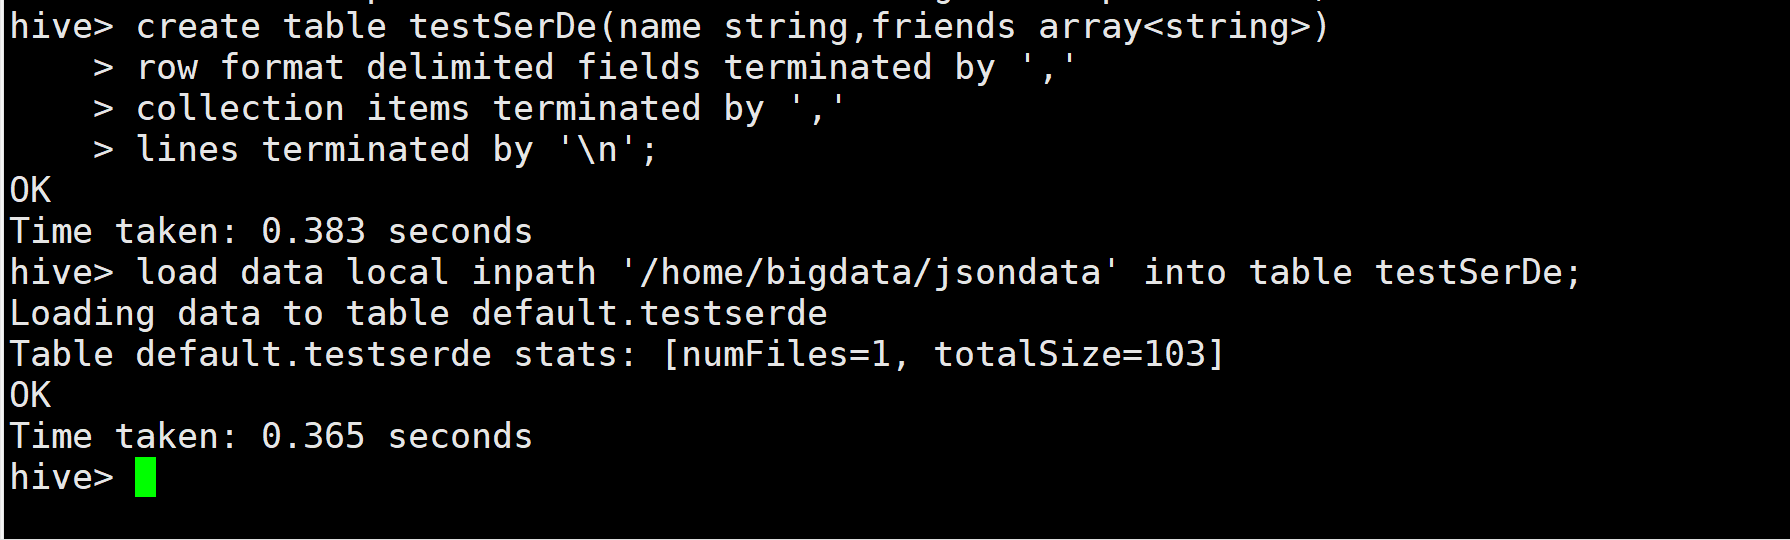 hive> create table testSerDe(name string,friends array<string>)
    > row format delimited fields terminated by ','
    > collection items terminated by ','
    > lines terminated by '\n';
OK
Time taken: 0.383 seconds
hive> load data local inpath '/home/bigdata/jsondata' into table testSerDe;
Loading data to table default.testserde
Table default.testserde stats: [numFiles=1, totalSize=103]
OK
Time taken: 0.365 seconds
hive>